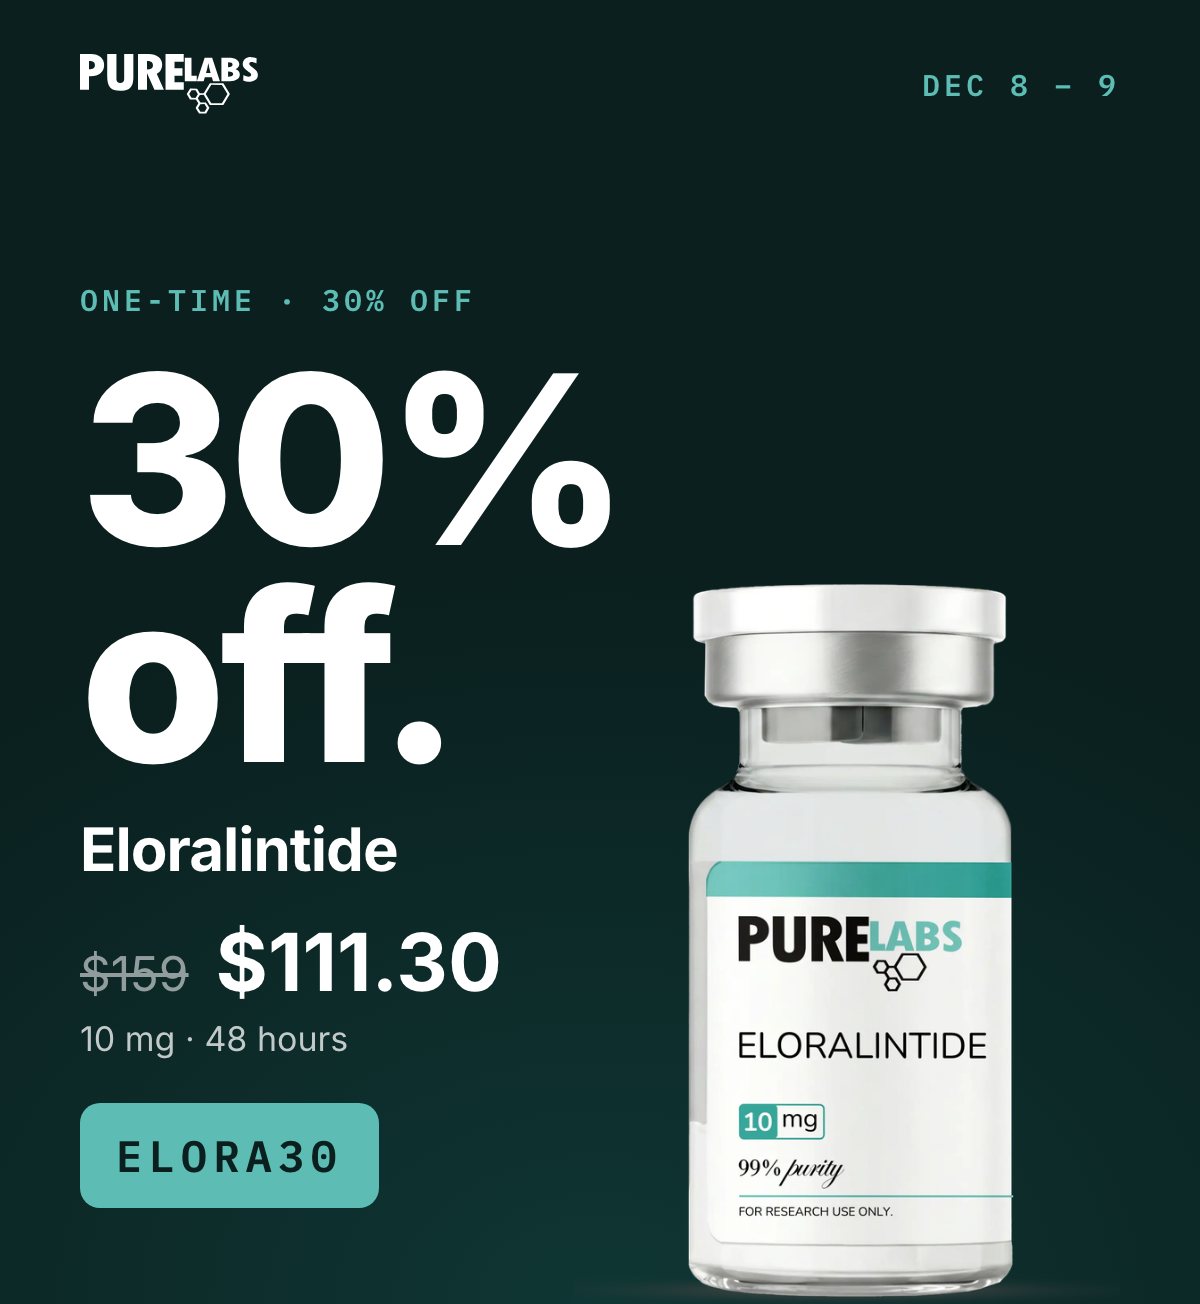 PURELABS
DEC 8 – 9
ONE-TIME · 30% OFF
30%
off.
Eloralintide
$159 $111.30
10 mg · 48 hours
ELORA30
PURELABS
ELORALINTIDE
10 mg
99% purity
FOR RESEARCH USE ONLY.